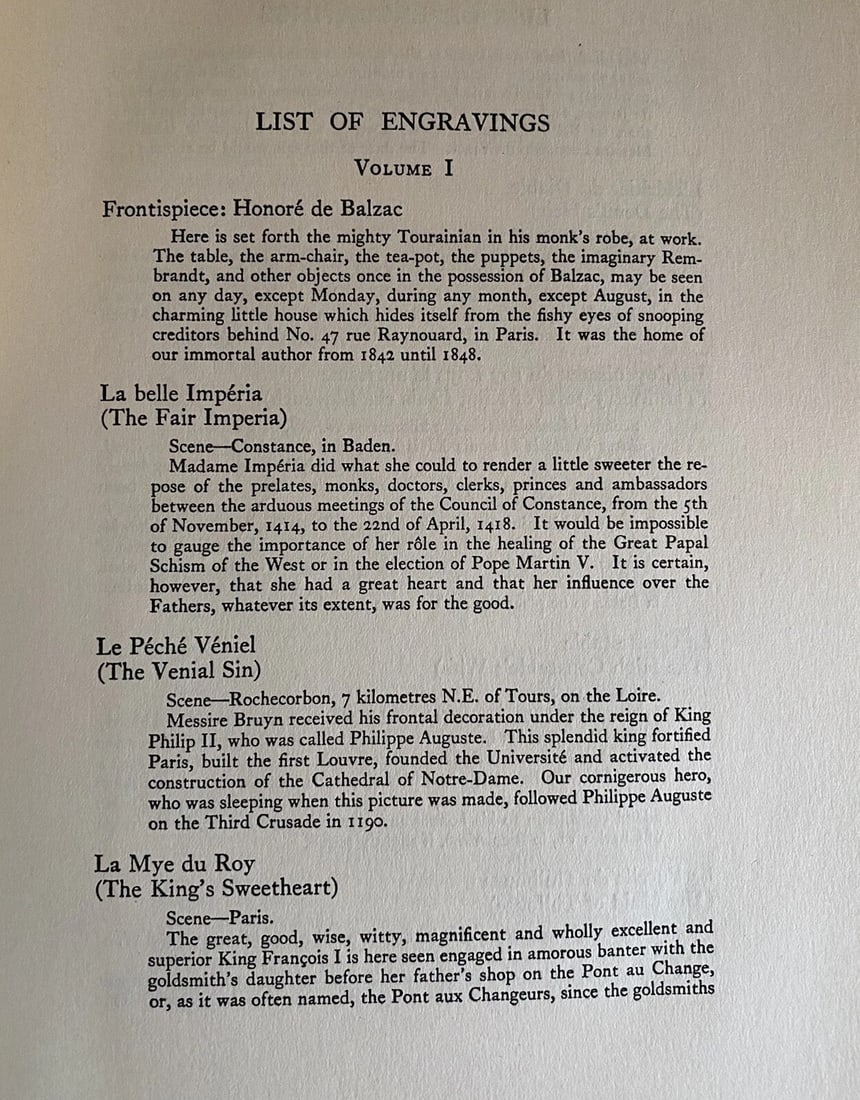 LIST OF ENGRAVINGS
VOLUME I
Frontispiece: Honoré de Balzac
Here is set forth the mighty Tourainian in his monk's robe, at work.
The table, the arm-chair, the tea-pot, the puppets, the imaginary Rem-
brandt, and other objects once in the possession of Balzac, may be seen
on any day, except Monday, during any month, except August, in the
charming little house which hides itself from the fishy eyes of snooping
creditors behind No. 47 rue Raynouard, in Paris. It was the home of
our immortal author from 1842 until 1848.
La belle Impéria
(The Fair Imperia)
Scene—Constance, in Baden.
Madame Impéria did what she could to render a little sweeter the re-
pose of the prelates, monks, doctors, clerks, princes and ambassadors
between the arduous meetings of the Council of Constance, from the 5th
of November, 1414, to the 22nd of April, 1418. It would be impossible
to gauge the importance of her rôle in the healing of the Great Papal
Schism of the West or in the election of Pope Martin V. It is certain,
however, that she had a great heart and that her influence over the
Fathers, whatever its extent, was for the good.
Le Péché Véniel
(The Venial Sin)
Scene—Rochecorbon, 7 kilometres N.E. of Tours, on the Loire.
Messire Bruyn received his frontal decoration under the reign of King
Philip II, who was called Philippe Auguste. This splendid king fortified
Paris, built the first Louvre, founded the Université and activated the
construction of the Cathedral of Notre-Dame. Our cornigerous hero,
who was sleeping when this picture was made, followed Philippe Auguste
on the Third Crusade in 1190.
La Mye du Roy
(The King's Sweetheart)
Scene—Paris.
The great, good, wise, witty, magnificent and wholly excellent and
superior King François I is here seen engaged in amorous banter with the
goldsmith's daughter before her father's shop on the Pont au Change,
or, as it was often named, the Pont aux Changeurs, since the goldsmiths